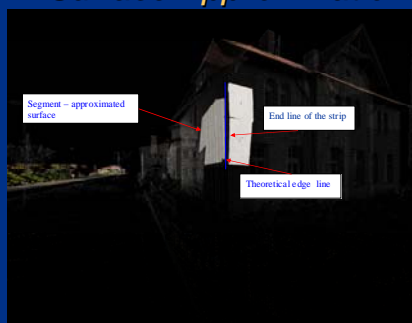 Segment – approximated
surface
End line of the strip
Theoretical edge line